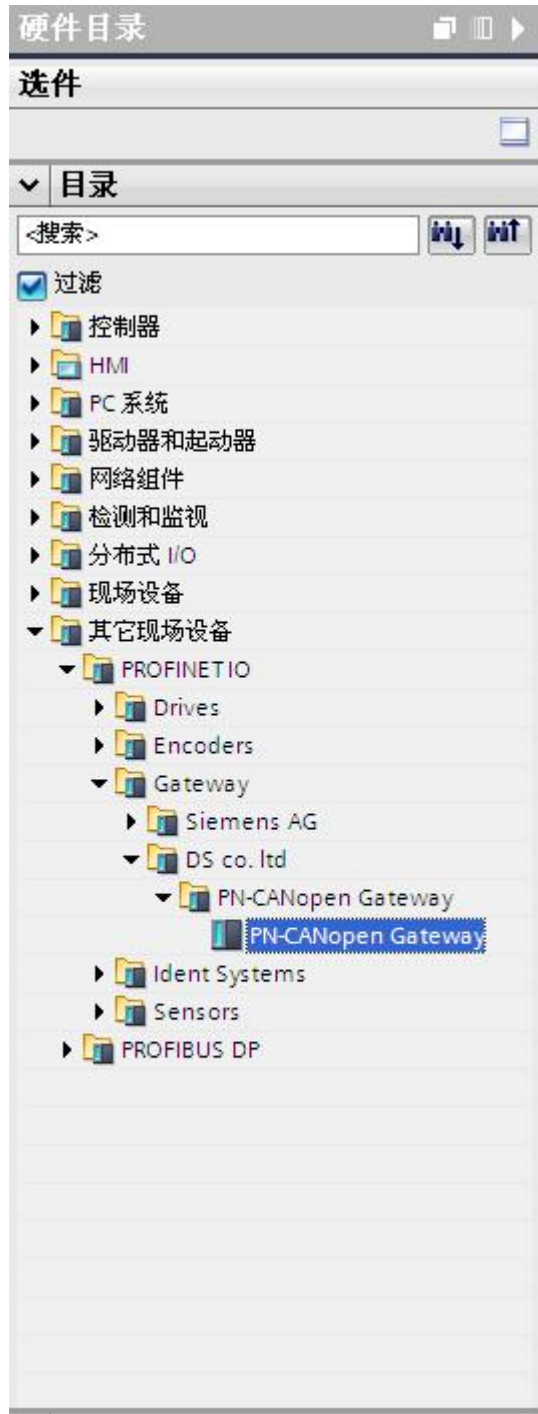 硬件目录
选件
目录
<搜索>
过滤
控制器
HMI
PC 系统
驱动器和起动器
网络组件
检测和监视
分布式 I/O
现场设备
其它现场设备
PROFINET IO
Drives
Encoders
Gateway
Siemens AG
DS co. ltd
PN-CANopen Gateway
PN-CANopen Gateway
Ident Systems
Sensors
PROFIBUS DP